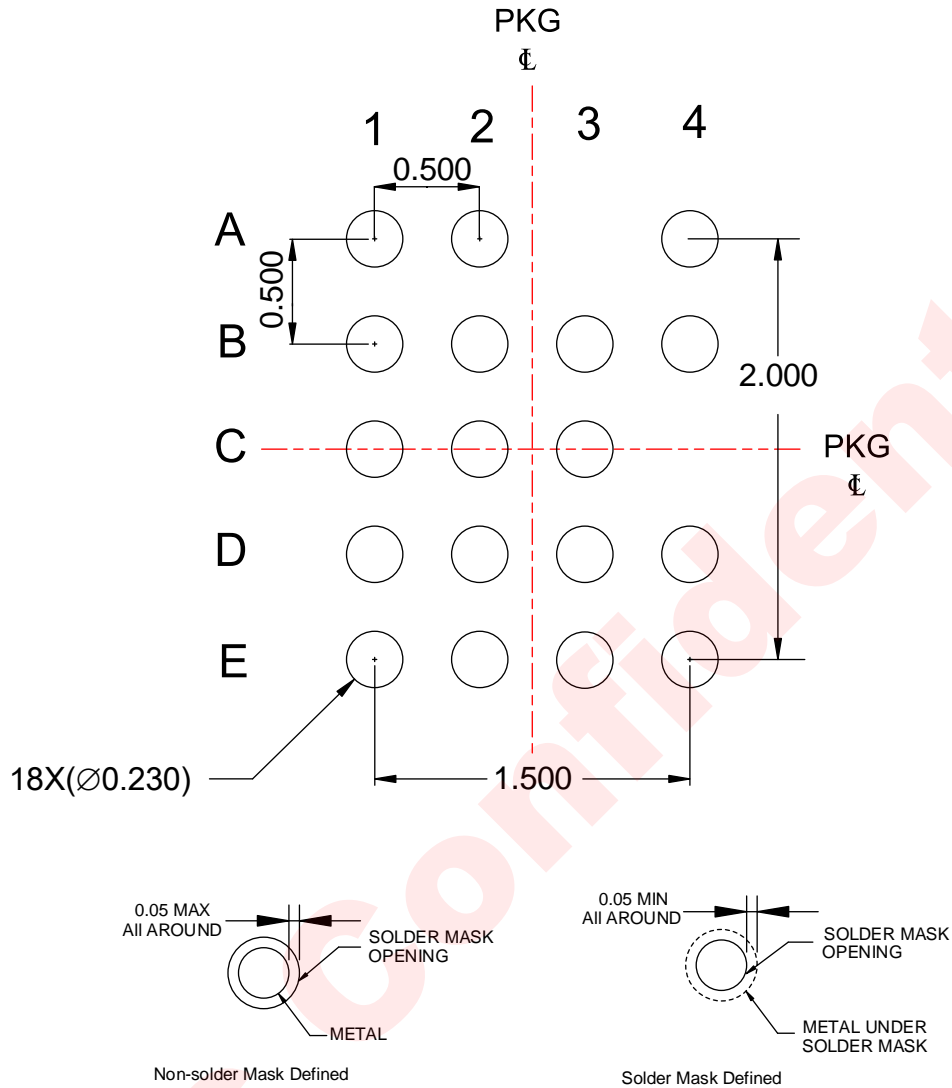 PKG
℄
1 2 3 4
0.500
A
0.500
B
2.000
C
PKG
℄
D
E
18X(Ø0.230)
1.500
0.05 MAX
All AROUND
SOLDER MASK
OPENING
METAL
Non-solder Mask Defined
0.05 MIN
All AROUND
SOLDER MASK
OPENING
METAL UNDER
SOLDER MASK
Solder Mask Defined
Confident